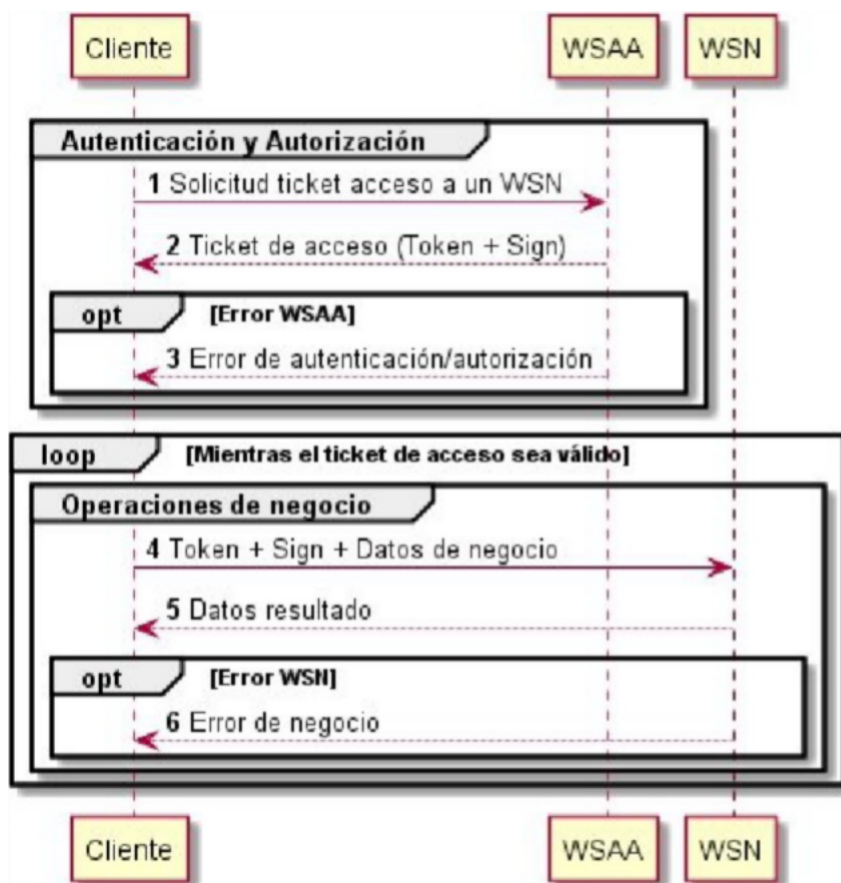 Cliente WSAA WSN
Autenticación y Autorización
1 Solicitud ticket acceso a un WSN
2 Ticket de acceso (Token + Sign)
opt [Error WSAA]
3 Error de autenticación/autorización
loop [Mientras el ticket de acceso sea válido]
Operaciones de negocio
4 Token + Sign + Datos de negocio
5 Datos resultado
opt [Error WSN]
6 Error de negocio
Cliente WSAA WSN